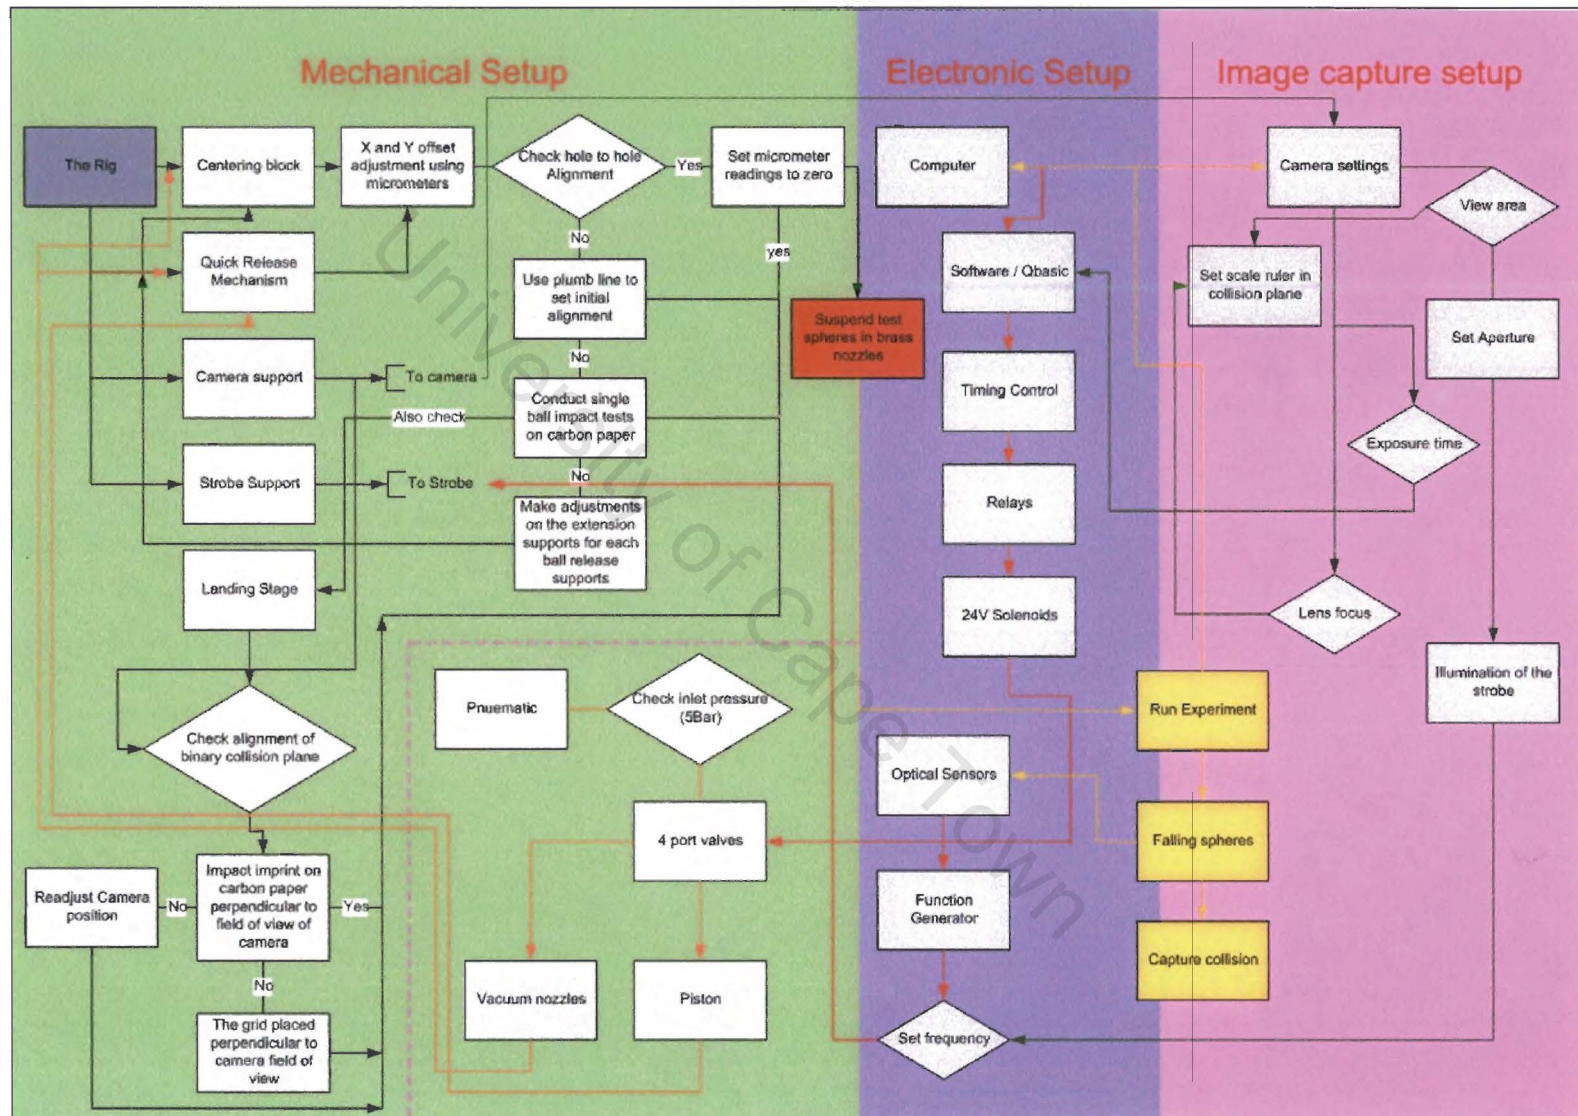 Mechanical Setup
Electronic Setup
Image capture setup
The Rig
Centering block
X and Y offset
adjustment using
micrometers
Check hole to hole
Alignment
Yes
Set micrometer
readings to zero
Computer
Camera settings
View area
No
yes
Quick Release
Mechanism
Use plumb line to
set initial
alignment
Suspend test
spheres in brass
nozzles
Software / Qbasic
Set scale ruler in
collision plane
Set Aperture
No
Camera support
To camera
Also check
Conduct single
ball impact tests
on carbon paper
Timing Control
Exposure time
No
Strobe Support
To Strobe
Make adjustments
on the extension
supports for each
ball release
supports
Relays
Landing Stage
24V Solenoids
Lens focus
Illumination of the
strobe
Pnuematic
Check inlet pressure
(5Bar)
Run Experiment
Check alignment of
binary collision plane
Optical Sensors
4 port valves
Falling spheres
Readjust Camera
position
No
Impact imprint on
carbon paper
perpendicular to
field of view of
camera
Yes
Function
Generator
Capture collision
No
Vacuum nozzles
Piston
The grid placed
perpendicular to
camera field of
view
Set frequency
University of Cape Town